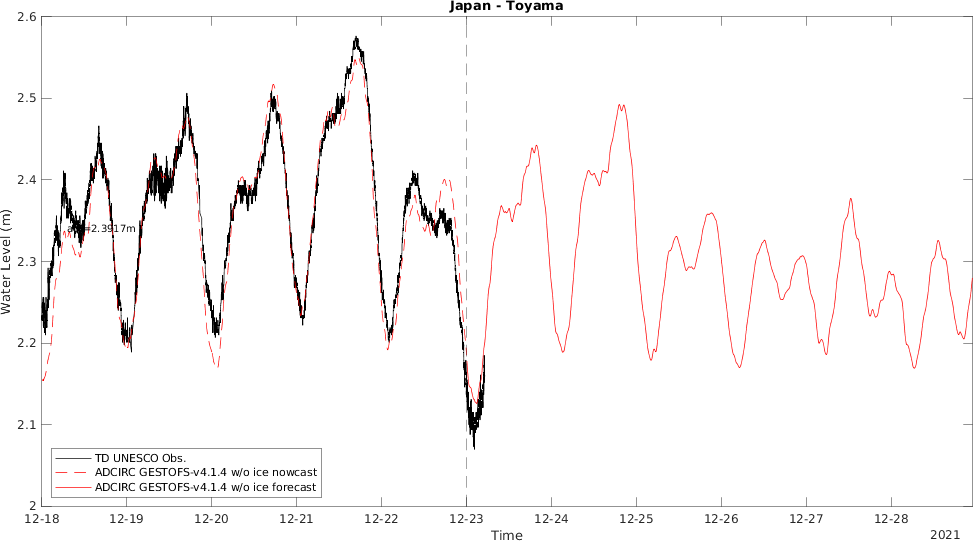 Japan - Toyama
2.6
2.5
2.4
2.3
2.2
2.1
2
Water Level (m)
=2.3917m
TD UNESCO Obs.
ADCIRC GESTOFS-v4.1.4 w/o ice nowcast
ADCIRC GESTOFS-v4.1.4 w/o ice forecast
12-18
12-19
12-20
12-21
12-22
12-23
12-24
12-25
12-26
12-27
12-28
Time
2021